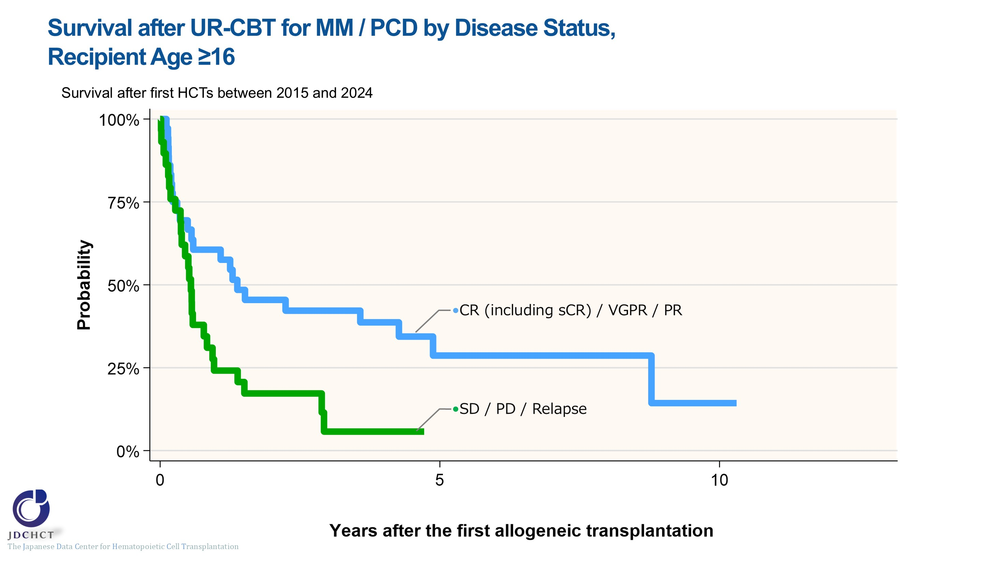 Survival after UR-CBT for MM / PCD by Disease Status,
Recipient Age ≥16
Survival after first HCTs between 2015 and 2024
100%
75%
50%
25%
0%
Probability
CR (including sCR) / VGPR / PR
SD / PD / Relapse
0
5
10
Years after the first allogeneic transplantation
JDCHCT
The Japanese Data Center for Hematopoietic Cell Transplantation